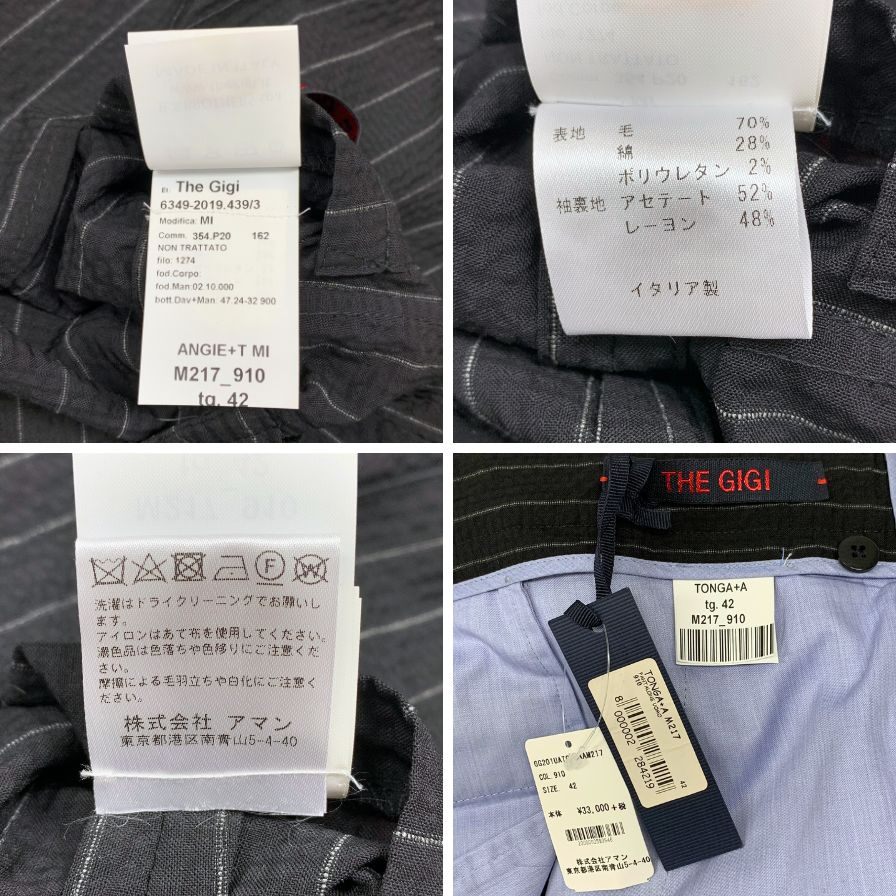 Et. The Gigi
6349-2019.439/3
Modifica: MI
Comm. 354.P20 162
NON TRATTATO
filo: 1274
fod.Corpo:
fod.Man:02.10.000
bott.Dav+Man: 47.24-32 900
ANGIE+T MI
M217_910
tg. 42
表地 毛 70%
綿 28%
ポリウレタン 2%
袖裏地 アセテート 52%
レーヨン 48%
イタリア製
洗濯はドライクリーニングでお願いし
ます。
アイロンはあて布を使用してください。
濃色品は色落ちや色移りにご注意くだ
さい。
摩擦による毛羽立ちや白化にご注意く
ださい。
株式会社 アマン
東京都港区南青山5-4-40
THE GIGI
TONGA+A
tg. 42
M217_910
TONGA+A M217
910
8 000002 284219
42
COL. 910
SIZE. 42
本体 ¥33,000+税
株式会社アマン
東京都港区南青山5-4-40